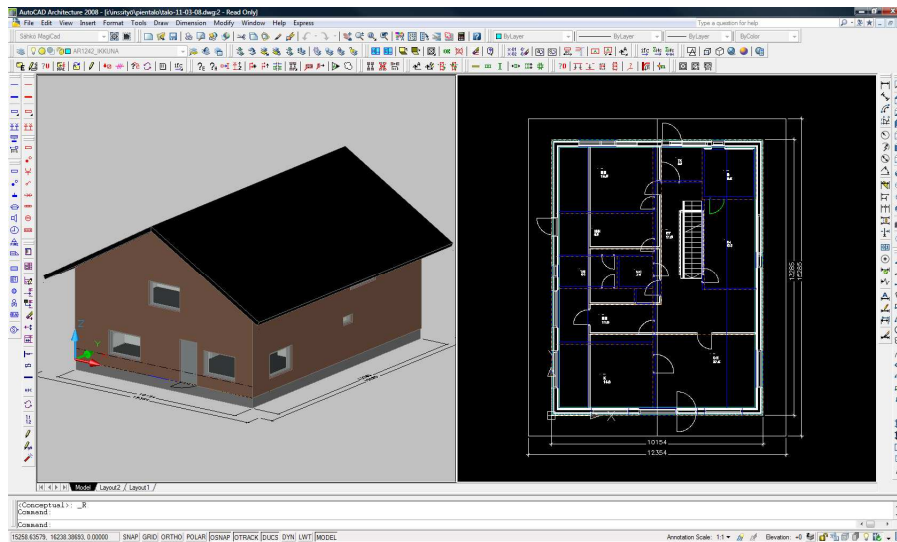 AutoCAD Architecture 2008 - [c:\inssityö\pientalo\talo-11-03-08.dwg:2 - Read Only]
File Edit View Insert Format Tools Draw Dimension Modify Window Help Express
Type a question for help
Sähkö MagiCad
ByLayer
ByLayer
ByLayer
ByColor
AR1242_IKKUNA
Z
Y
X
12285
15285
10154
12354
Model Layout2 Layout1
(Conceptual): _R
Command:
Command:
15258.63579, 16238.38693, 0.00000 SNAP GRID ORTHO POLAR OSNAP OTRACK DUCS DYN LWT MODEL
Annotation Scale: 1:1 Elevation: +0